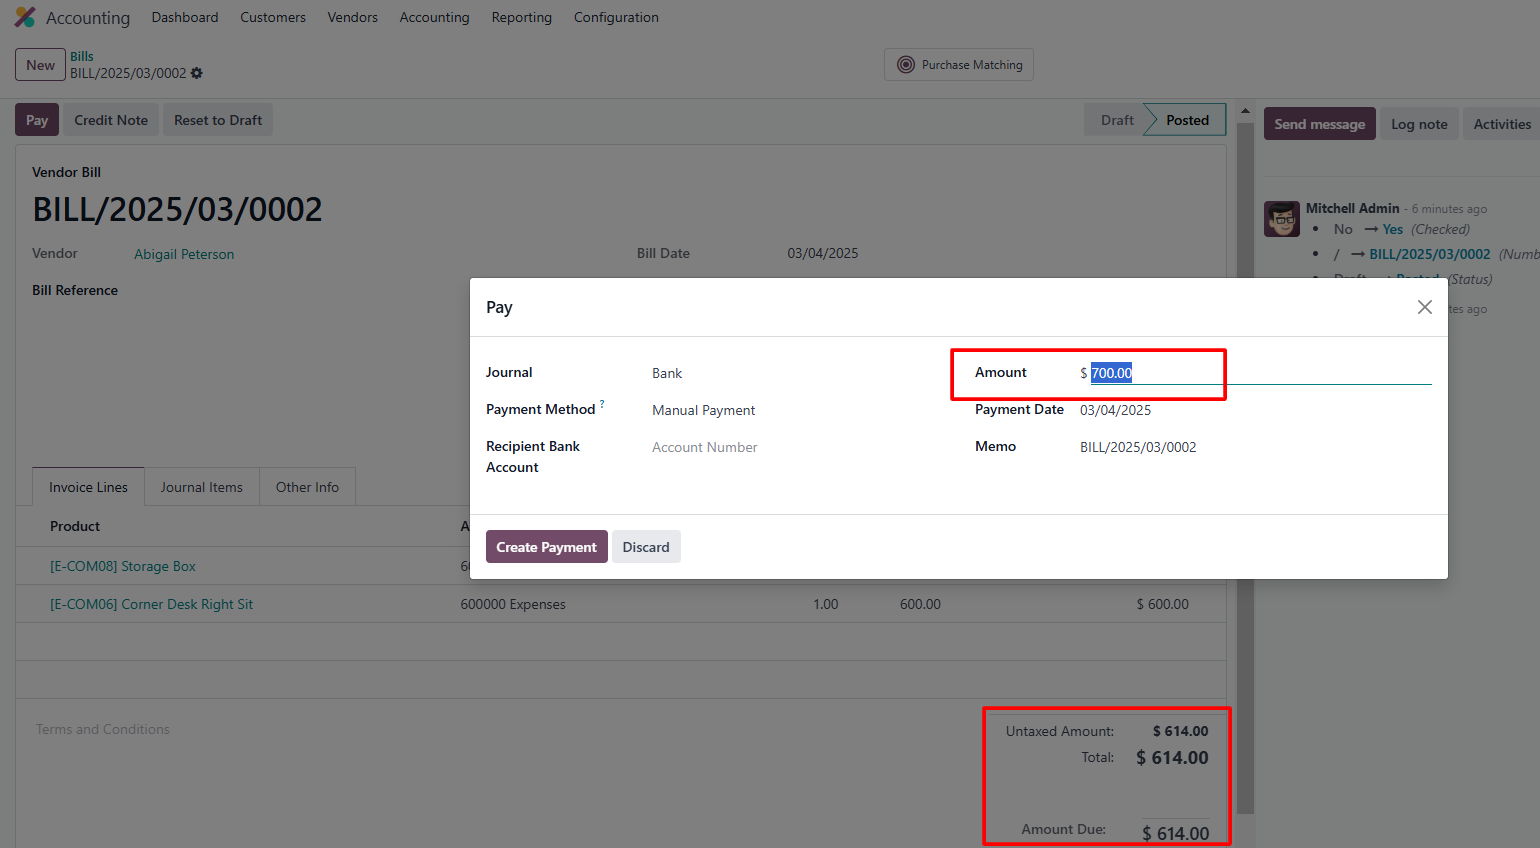 Accounting Dashboard Customers Vendors Accounting Reporting Configuration
New Bills
BILL/2025/03/0002
Purchase Matching
Pay Credit Note Reset to Draft
Draft Posted
Send message Log note Activities
Vendor Bill
BILL/2025/03/0002
Vendor Abigail Peterson
Bill Date 03/04/2025
Bill Reference
Mitchell Admin - 6 minutes ago
• No → Yes (Checked)
• / → BILL/2025/03/0002 (Numb
(Status)
tes ago
Pay
Journal Bank
Amount $ 700.00
Payment Method ? Manual Payment
Payment Date 03/04/2025
Recipient Bank Account Account Number
Memo BILL/2025/03/0002
Create Payment Discard
Invoice Lines Journal Items Other Info
Product A
[E-COM08] Storage Box 60
[E-COM06] Corner Desk Right Sit 600000 Expenses 1.00 600.00 $ 600.00
Terms and Conditions
Untaxed Amount: $ 614.00
Total: $ 614.00
Amount Due: $ 614.00